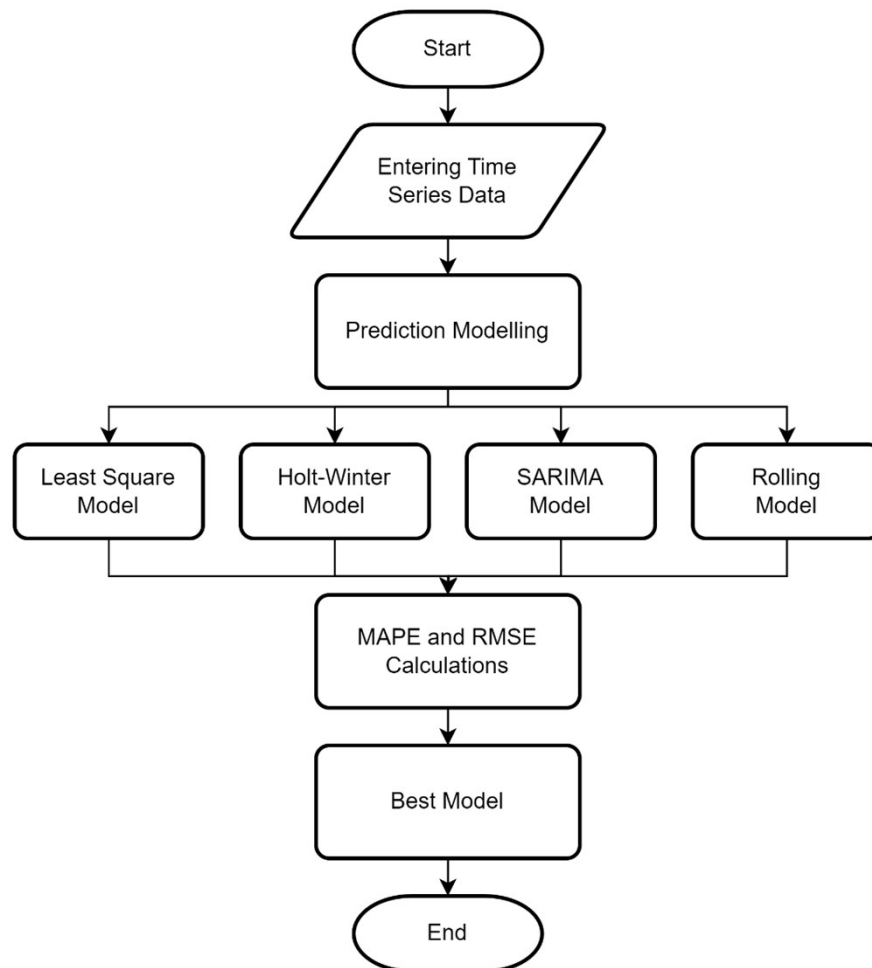 Start
Entering Time
Series Data
Prediction Modelling
Least Square
Model
Holt-Winter
Model
SARIMA
Model
Rolling
Model
MAPE and RMSE
Calculations
Best Model
End